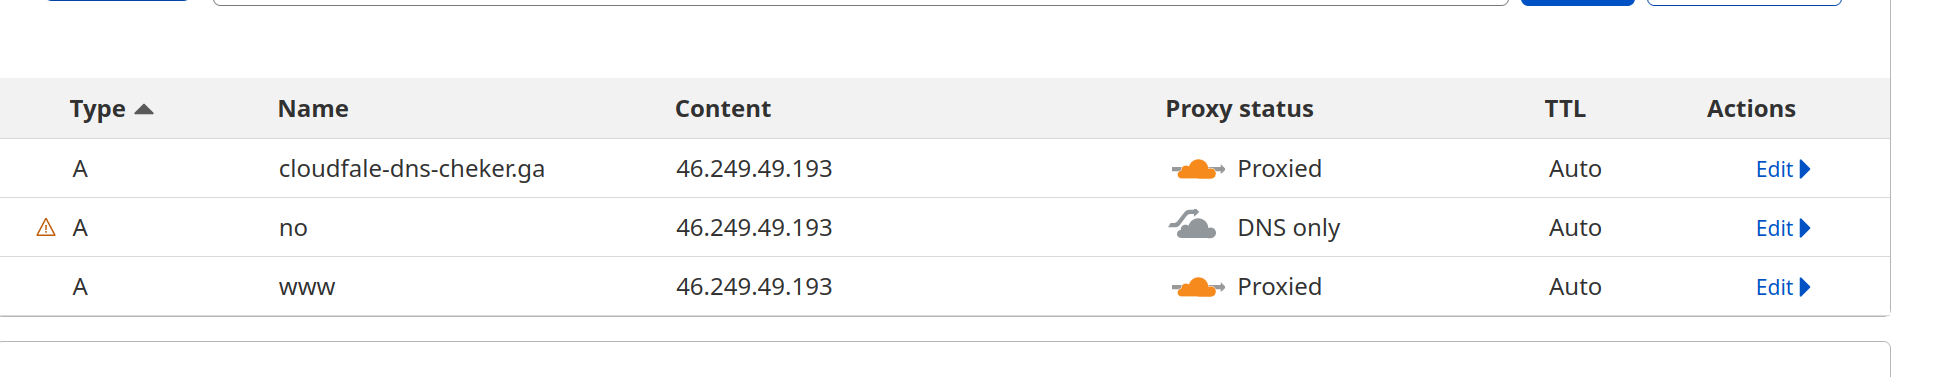 Type Name Content Proxy status TTL Actions
A cloudfale-dns-cheker.ga 46.249.49.193 Proxied Auto Edit
A no 46.249.49.193 DNS only Auto Edit
A www 46.249.49.193 Proxied Auto Edit